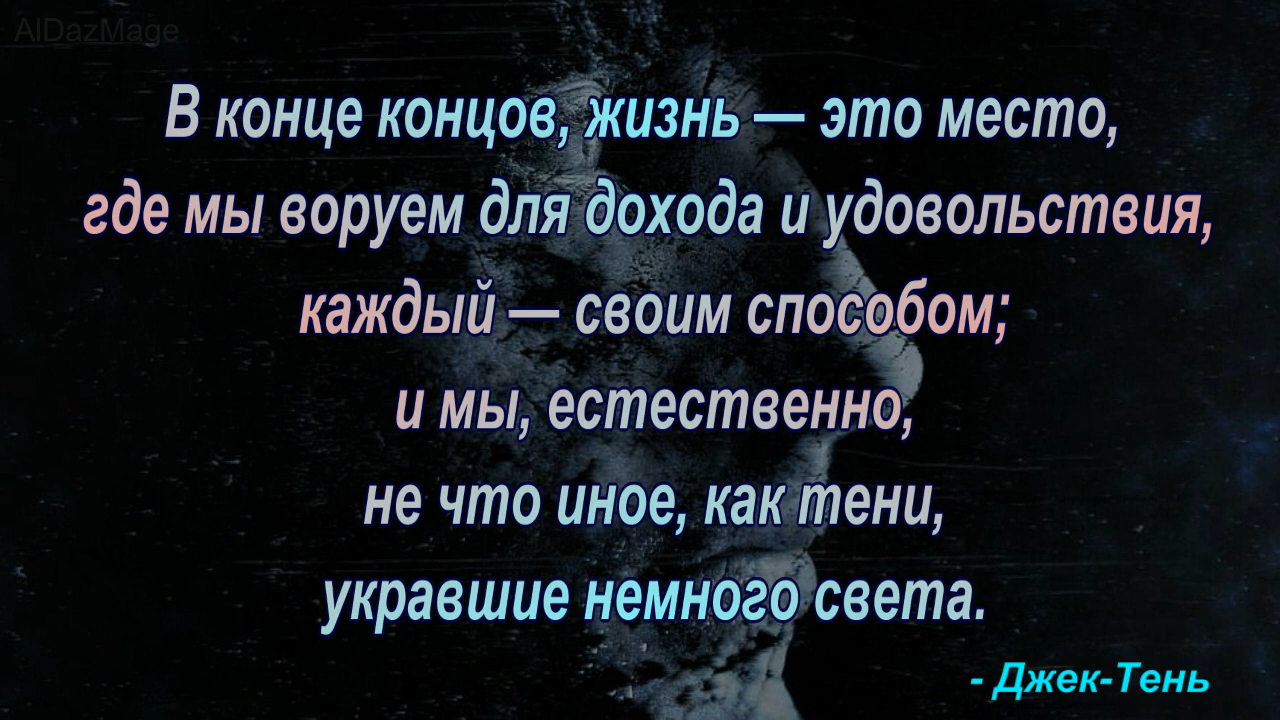 AlDazMage
В конце концов, жизнь — это место,
где мы воруем для дохода и удовольствия,
каждый — своим способом;
и мы, естественно,
не что иное, как тени,
укравшие немного света.
- Джек-Тень